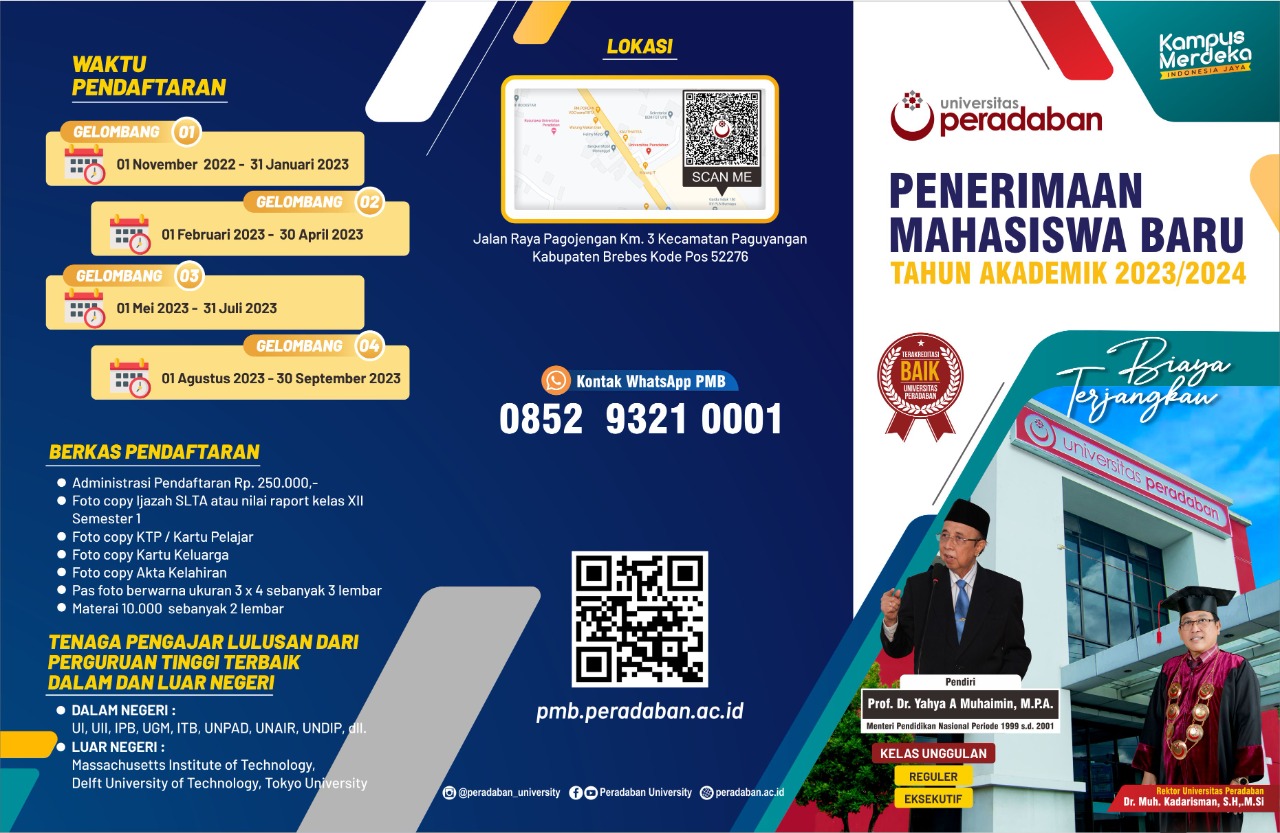 WAKTU
PENDAFTARAN
GELOMBANG 01
01 November 2022 - 31 Januari 2023
GELOMBANG 02
01 Februari 2023 - 30 April 2023
GELOMBANG 03
01 Mei 2023 - 31 Juli 2023
GELOMBANG 04
01 Agustus 2023 - 30 September 2023
BERKAS PENDAFTARAN
Administrasi Pendaftaran Rp. 250.000,-
Foto copy Ijazah SLTA atau nilai raport kelas XII
Semester 1
Foto copy KTP / Kartu Pelajar
Foto copy Kartu Keluarga
Foto copy Akta Kelahiran
Pas foto berwarna ukuran 3 x 4 sebanyak 3 lembar
Materai 10.000 sebanyak 2 lembar
TENAGA PENGAJAR LULUSAN DARI
PERGURUAN TINGGI TERBAIK
DALAM DAN LUAR NEGERI
DALAM NEGERI :
UI, UII, IPB, UGM, ITB, UNPAD, UNAIR, UNDIP, dll.
LUAR NEGERI :
Massachusetts Institute of Technology,
Delft University of Technology, Tokyo University
LOKASI
Universitas Peradaban
SCAN ME
Jalan Raya Pagojengan Km. 3 Kecamatan Paguyangan
Kabupaten Brebes Kode Pos 52276
Kontak WhatsApp PMB
0852 9321 0001
pmb.peradaban.ac.id
@peradaban_university
Peradaban University
peradaban.ac.id
Kampus
Merdeka
INDONESIA JAYA
universitas
peradaban
PENERIMAAN
MAHASISWA BARU
TAHUN AKADEMIK 2023/2024
TERAKREDITASI
BAIK
UNIVERSITAS
PERADABAN
Biaya
Terjangkau
universitas peradaban
Pendiri
Prof. Dr. Yahya A Muhaimin, M.P.A.
Menteri Pendidikan Nasional Periode 1999 s.d. 2001
KELAS UNGGULAN
REGULER
EKSEKUTIF
Rektor Universitas Peradaban
Dr. Muh. Kadarisman, S.H,.M.Si